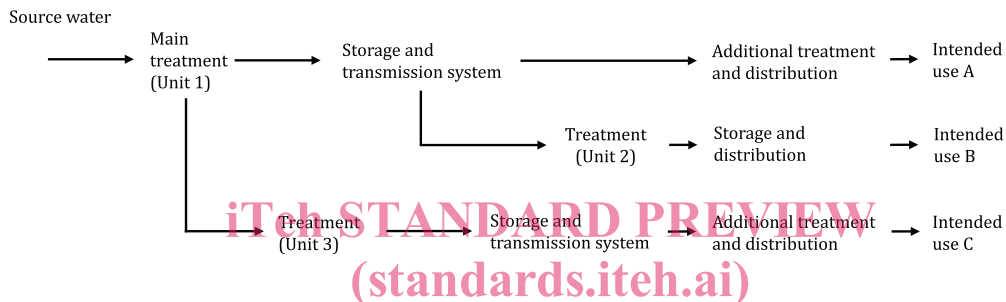 Source water
Main
treatment
(Unit 1)
Storage and
transmission system
Additional treatment
and distribution
Intended
use A
Treatment
(Unit 2)
Storage and
distribution
Intended
use B
Treatment
(Unit 3)
Storage and
transmission system
Additional treatment
and distribution
Intended
use C
iTeh STANDARD PREVIEW
(standards.iteh.ai)